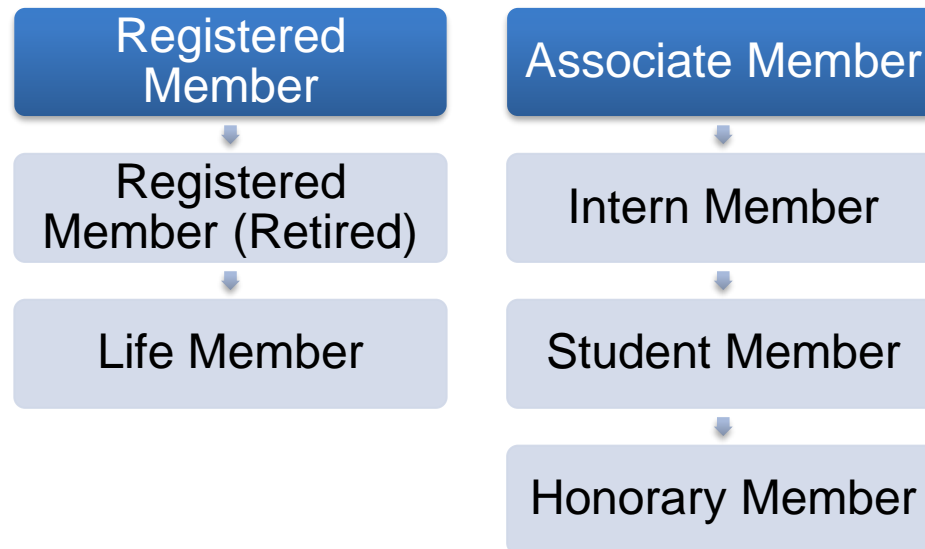 Registered
Member
Registered
Member (Retired)
Life Member
Associate Member
Intern Member
Student Member
Honorary Member